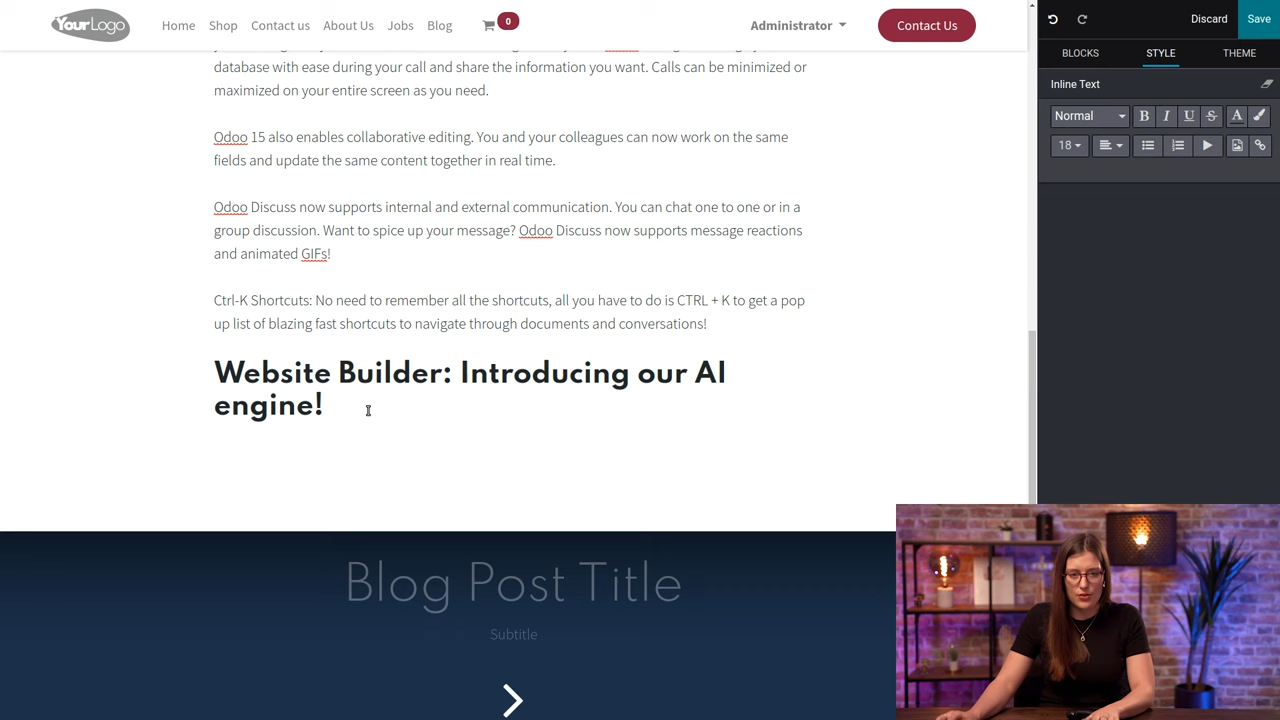 YourLogo
Home Shop Contact us About Us Jobs Blog 0 Administrator Contact Us
Discard Save
BLOCKS STYLE THEME
Inline Text
Normal B I U S A
18
database with ease during your call and share the information you want. Calls can be minimized or
maximized on your entire screen as you need.
Odoo 15 also enables collaborative editing. You and your colleagues can now work on the same
fields and update the same content together in real time.
Odoo Discuss now supports internal and external communication. You can chat one to one or in a
group discussion. Want to spice up your message? Odoo Discuss now supports message reactions
and animated GIFs!
Ctrl-K Shortcuts: No need to remember all the shortcuts, all you have to do is CTRL + K to get a pop
up list of blazing fast shortcuts to navigate through documents and conversations!
Website Builder: Introducing our AI
engine!
Blog Post Title
Subtitle